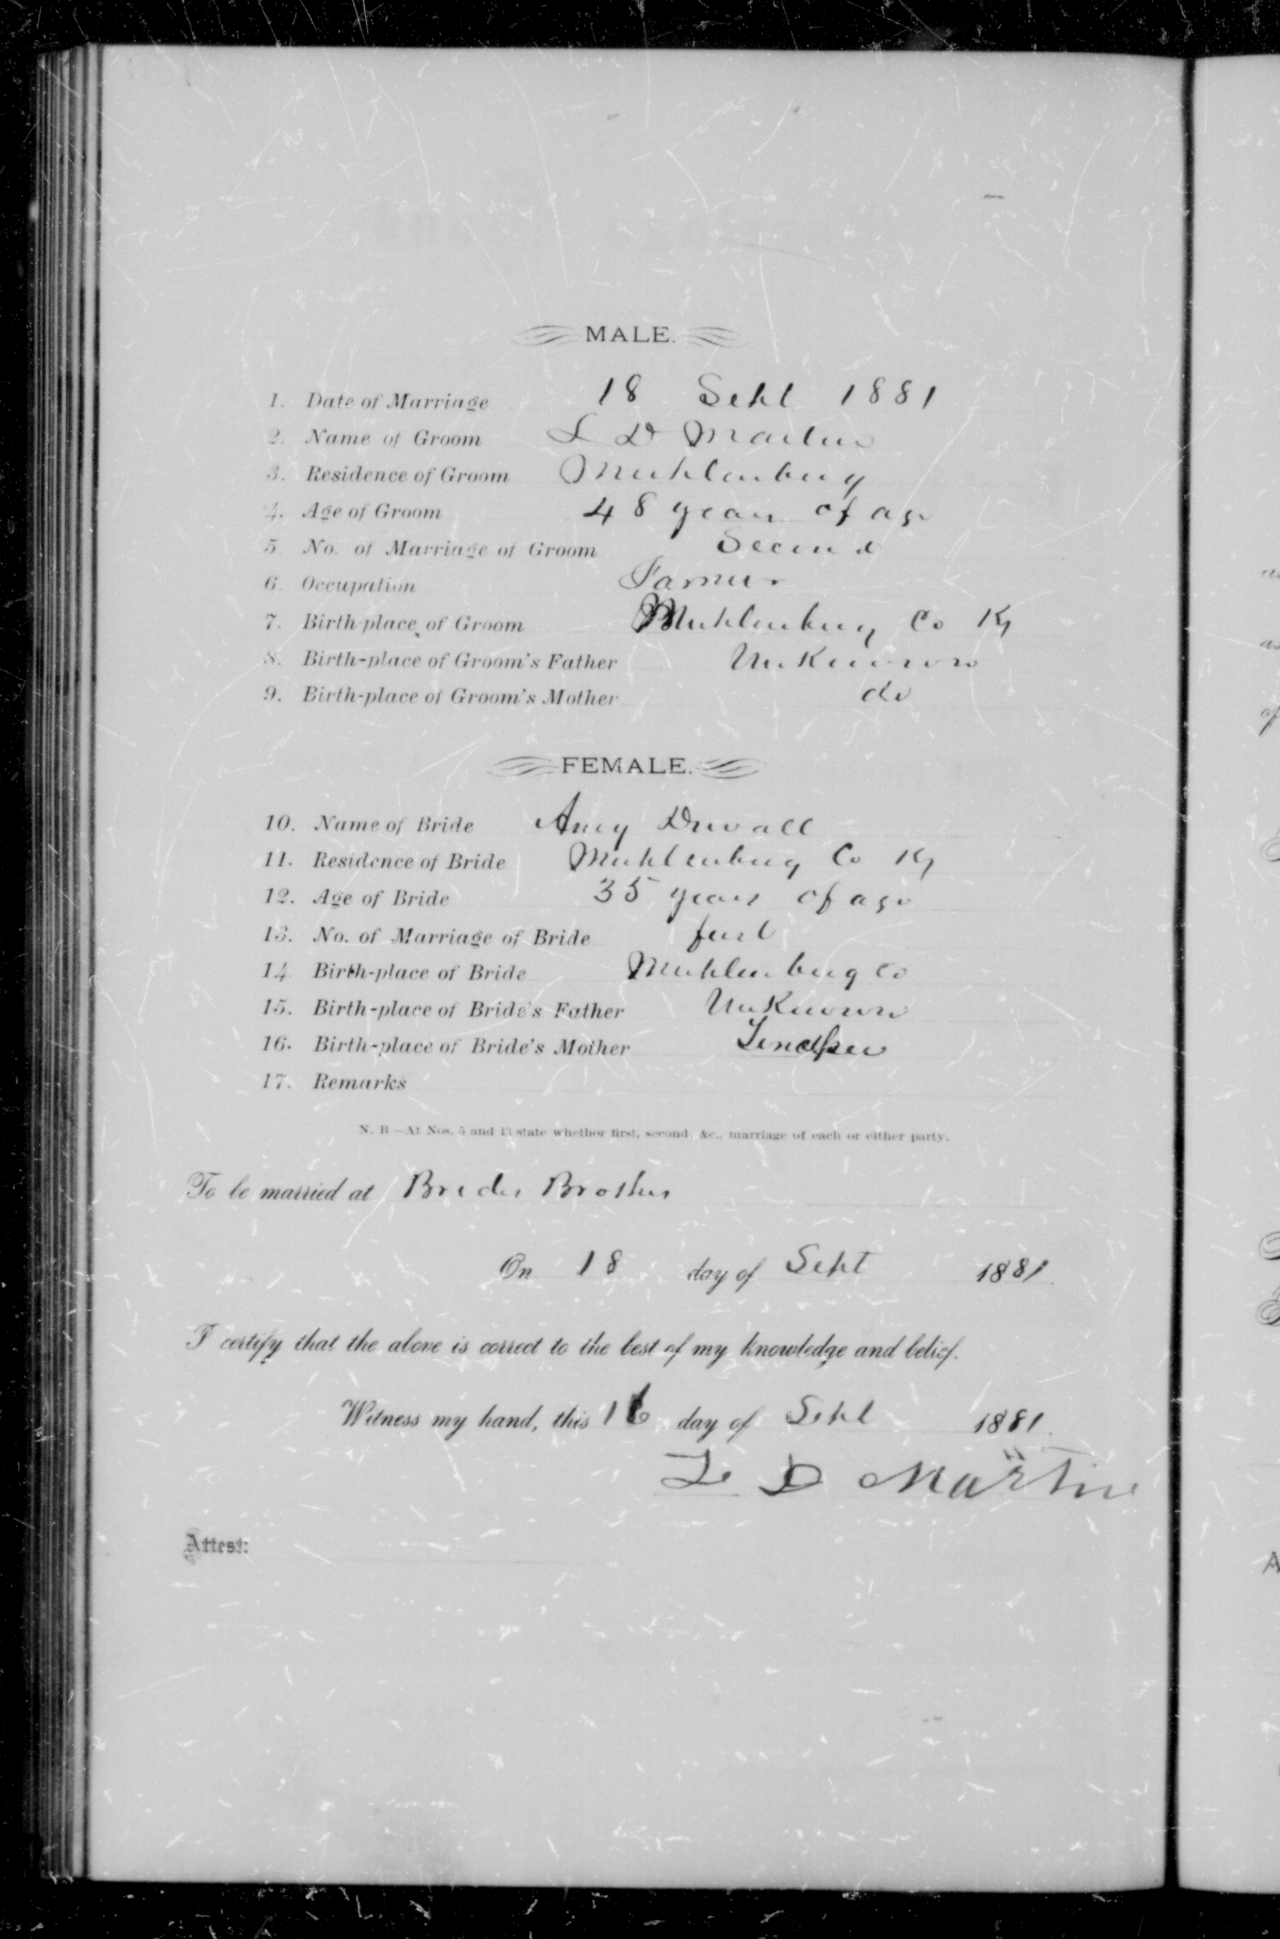 MALE.
1. Date of Marriage 18 Sept 1881
2. Name of Groom L D Martin
3. Residence of Groom Muhlenburg
4. Age of Groom 48 years of age
5. No. of Marriage of Groom Second
6. Occupation Farmer
7. Birth-place of Groom Muhlenburg Co Ky
8. Birth-place of Groom's Father UnKnown
9. Birth-place of Groom's Mother do
FEMALE.
10. Name of Bride Amy Duvall
11. Residence of Bride Muhlenburg Co Ky
12. Age of Bride 35 years of age
13. No. of Marriage of Bride first
14. Birth-place of Bride Muhlenburg Co
15. Birth-place of Bride's Father UnKnown
16. Birth-place of Bride's Mother
17. Remarks
N. B—At Nos. 5 and 13 state whether first, second, &c., marriage of each or either party.
To be married at Brides Brothers
On 18 day of Sept 1881.
I certify that the above is correct to the best of my knowledge and belief.
Witness my hand, this 16 day of Sept 1881.
L D Martin
Attest: